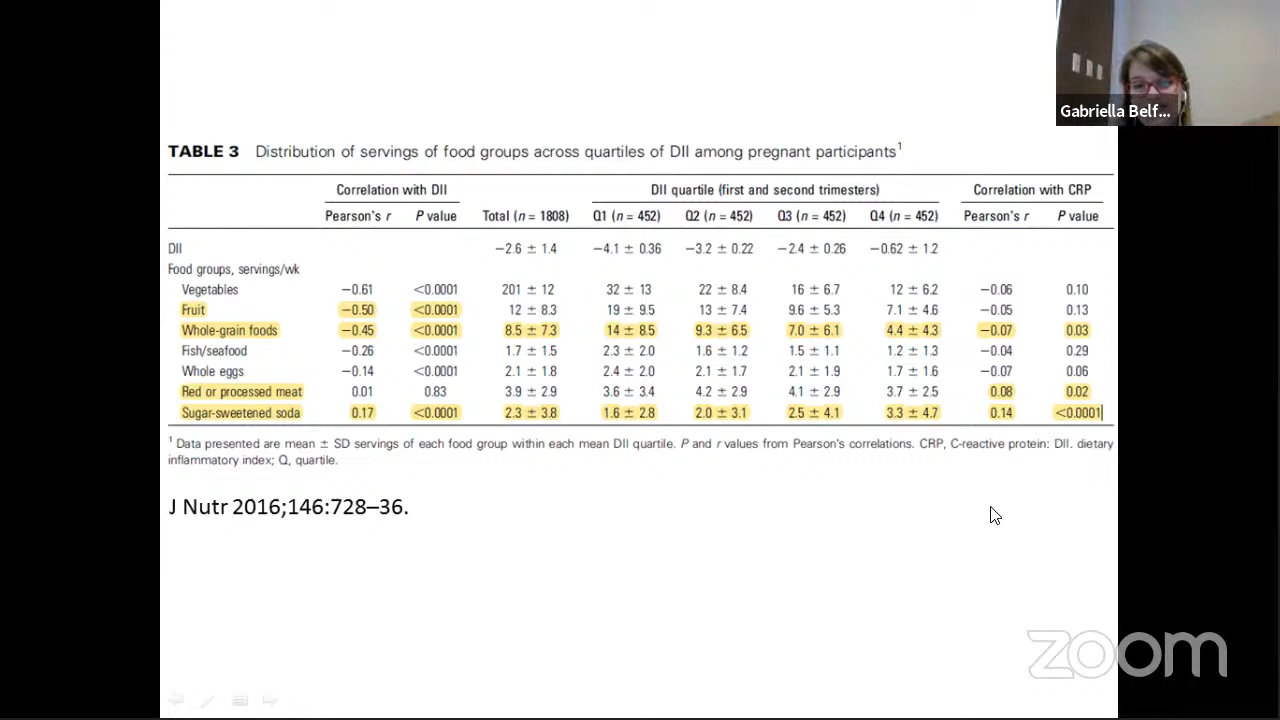 Gabriella Belf...
TABLE 3 Distribution of servings of food groups across quartiles of DII among pregnant participants¹
Correlation with DII DII quartile (first and second trimesters) Correlation with CRP
Pearson's r P value Total (n = 1808) Q1 (n = 452) Q2 (n = 452) Q3 (n = 452) Q4 (n = 452) Pearson's r P value
DII −2.6 ± 1.4 −4.1 ± 0.36 −3.2 ± 0.22 −2.4 ± 0.26 −0.62 ± 1.2
Food groups, servings/wk
Vegetables −0.61 <0.0001 201 ± 12 32 ± 13 22 ± 8.4 16 ± 6.7 12 ± 6.2 −0.06 0.10
Fruit −0.50 <0.0001 12 ± 8.3 19 ± 9.5 13 ± 7.4 9.6 ± 5.3 7.1 ± 4.6 −0.05 0.13
Whole-grain foods −0.45 <0.0001 8.5 ± 7.3 14 ± 8.5 9.3 ± 6.5 7.0 ± 6.1 4.4 ± 4.3 −0.07 0.03
Fish/seafood −0.26 <0.0001 1.7 ± 1.5 2.3 ± 2.0 1.6 ± 1.2 1.5 ± 1.1 1.2 ± 1.3 −0.04 0.29
Whole eggs −0.14 <0.0001 2.1 ± 1.8 2.4 ± 2.0 2.1 ± 1.7 2.1 ± 1.9 1.7 ± 1.6 −0.07 0.06
Red or processed meat 0.01 0.83 3.9 ± 2.9 3.6 ± 3.4 4.2 ± 2.9 4.1 ± 2.9 3.7 ± 2.5 0.08 0.02
Sugar-sweetened soda 0.17 <0.0001 2.3 ± 3.8 1.6 ± 2.8 2.0 ± 3.1 2.5 ± 4.1 3.3 ± 4.7 0.14 <0.0001
¹ Data presented are mean ± SD servings of each food group within each mean DII quartile. P and r values from Pearson's correlations. CRP, C-reactive protein: DII. dietary
inflammatory index; Q, quartile.
J Nutr 2016;146:728–36.
zoom